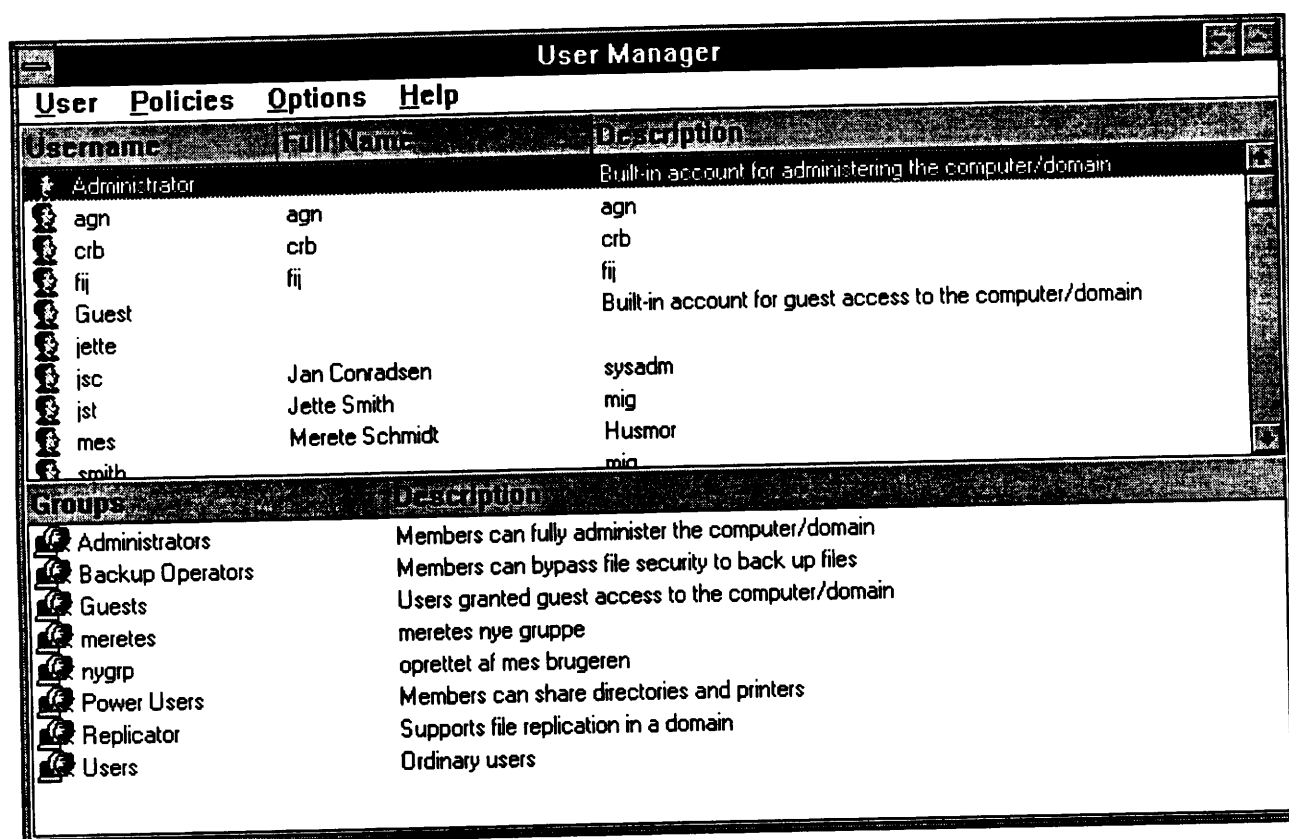 User Manager
User Policies Options Help
Username Full Name Description
Administrator Built-in account for administering the computer/domain
agn agn agn
crb crb crb
fij fij fij
Guest Built-in account for guest access to the computer/domain
jette
jsc Jan Conradsen sysadm
jst Jette Smith mig
mes Merete Schmidt Husmor
smith mig
Groups Description
Administrators Members can fully administer the computer/domain
Backup Operators Members can bypass file security to back up files
Guests Users granted guest access to the computer/domain
meretes meretes nye gruppe
nygrp oprettet af mes brugeren
Power Users Members can share directories and printers
Replicator Supports file replication in a domain
Users Ordinary users